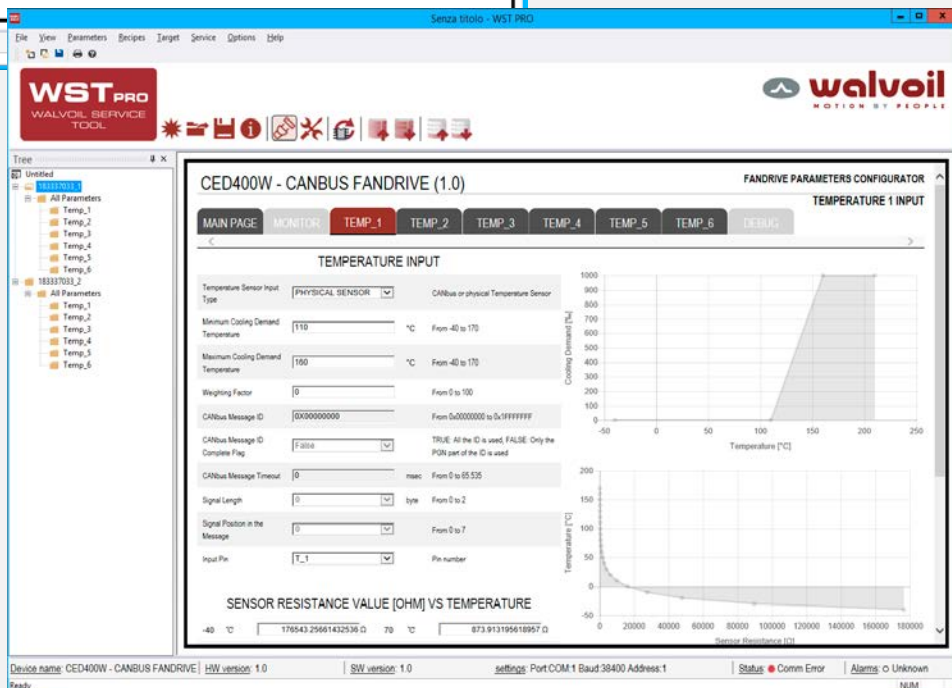 Senza titolo - WST PRO
File View Parameters Recipes Target Service Options Help
WST PRO
WALVOIL SERVICE
TOOL
walvoil
MOTION BY PEOPLE
Tree
Untitled
183337033_1
All Parameters
Temp_1
Temp_2
Temp_3
Temp_4
Temp_5
Temp_6
183337033_2
All Parameters
Temp_1
Temp_2
Temp_3
Temp_4
Temp_5
Temp_6
CED400W - CANBUS FANDRIVE (1.0)
FANDRIVE PARAMETERS CONFIGURATOR
TEMPERATURE 1 INPUT
MAIN PAGE MONITOR TEMP_1 TEMP_2 TEMP_3 TEMP_4 TEMP_5 TEMP_6 DEBUG
TEMPERATURE INPUT
Temperature Sensor Input
Type
PHYSICAL SENSOR
CANbus or physical Temperature Sensor
Minimum Cooling Demand
Temperature
110 °C From -40 to 170
Maximum Cooling Demand
Temperature
160 °C From -40 to 170
Weighting Factor 0 From 0 to 100
CANbus Message ID 0X00000000 From 0x00000000 to 0x1FFFFFFF
CANbus Message ID
Complete Flag
False
TRUE: All the ID is used, FALSE: Only the
PGN part of the ID is used
CANbus Message Timeout 0 msec From 0 to 65.535
Signal Length 0 byte From 0 to 2
Signal Position in the
Message
0 From 0 to 7
Input Pin T_1 Pin number
SENSOR RESISTANCE VALUE [OHM] VS TEMPERATURE
-40 °C 176543.25661432536 Ω 70 °C 873.913195618957 Ω
Cooling Demand [‰]
1000
900
800
700
600
500
400
300
200
100
0
-50 0 50 100 150 200 250
Temperature [°C]
Temperature [°C]
200
150
100
50
0
-50
0 20000 40000 60000 80000 100000 120000 140000 160000 180000
Sensor Resistance [Ω]
Device name: CED400W - CANBUS FANDRIVE HW version: 1.0 SW version: 1.0 settings: Port:COM:1 Baud:38400 Address:1 Status: Comm Error Alarms: Unknown
Ready NUM